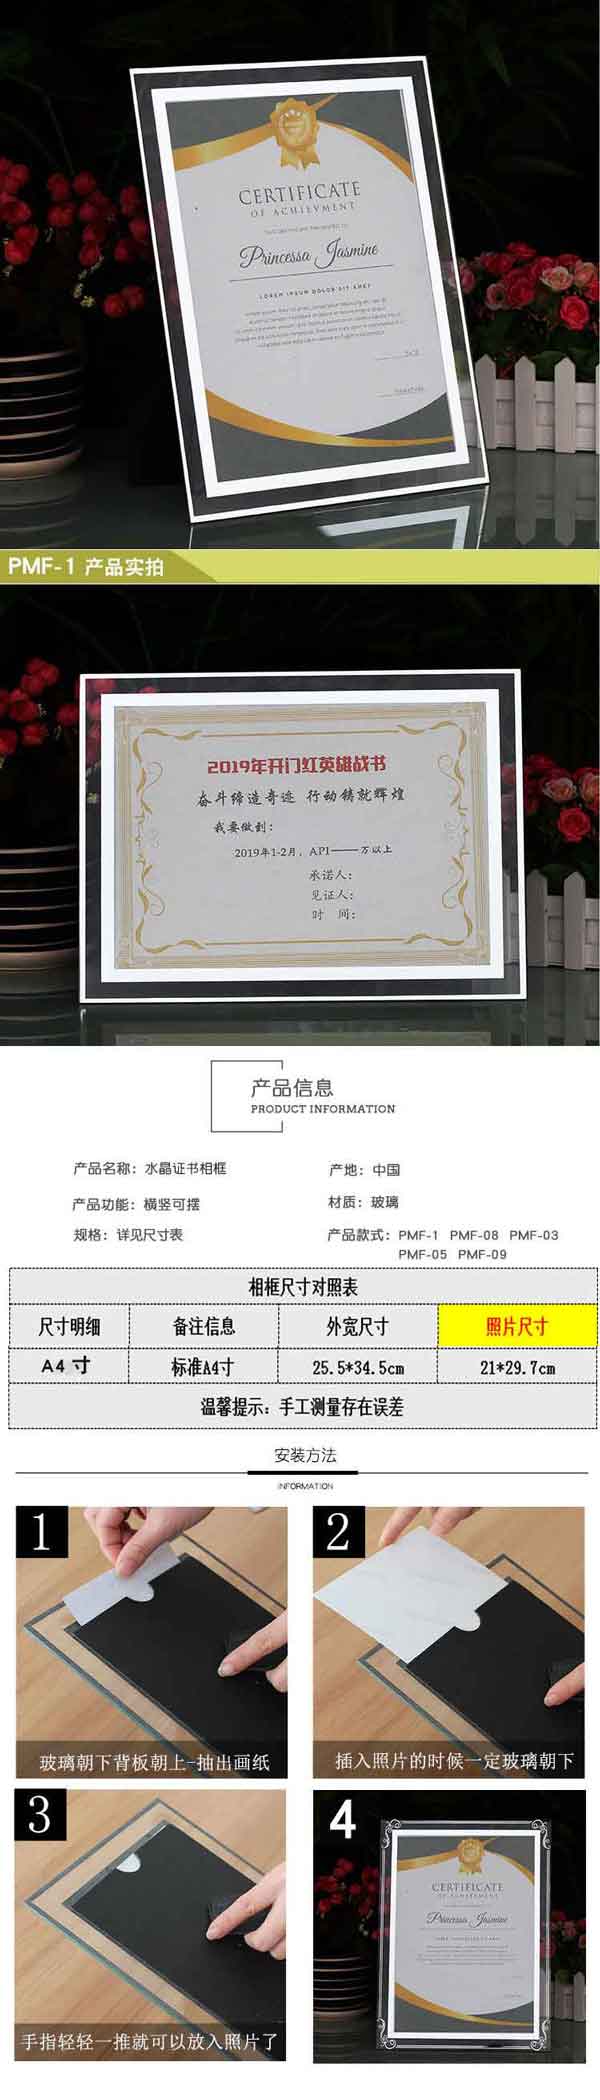 CERTIFICATE
OF ACHIEVMENT
Princessa Jasmine
LOREM IPSUM DOLOR SIT AMET
DATE
SIGNATURE
PMF-1 产品实拍
2019年开门红英雄战书
奋斗缔造奇迹 行动铸就辉煌
我要做到：
2019年1-2月，API——万以上
承诺人：
见证人：
时 间：
产品信息
PRODUCT INFORMATION
产品名称：水晶证书相框
产地：中国
产品功能：横竖可摆
材质：玻璃
规格：详见尺寸表
产品款式：PMF-1 PMF-08 PMF-03
PMF-05 PMF-09
相框尺寸对照表
尺寸明细 备注信息 外宽尺寸 照片尺寸
A4 寸 标准A4寸 25.5*34.5cm 21*29.7cm
温馨提示：手工测量存在误差
安装方法
INFORMATION
1
玻璃朝下背板朝上-抽出画纸
2
插入照片的时候一定玻璃朝下
3
手指轻轻一推就可以放入照片了
4
CERTIFICATE
OF ACHIEVMENT
Princessa Jasmine